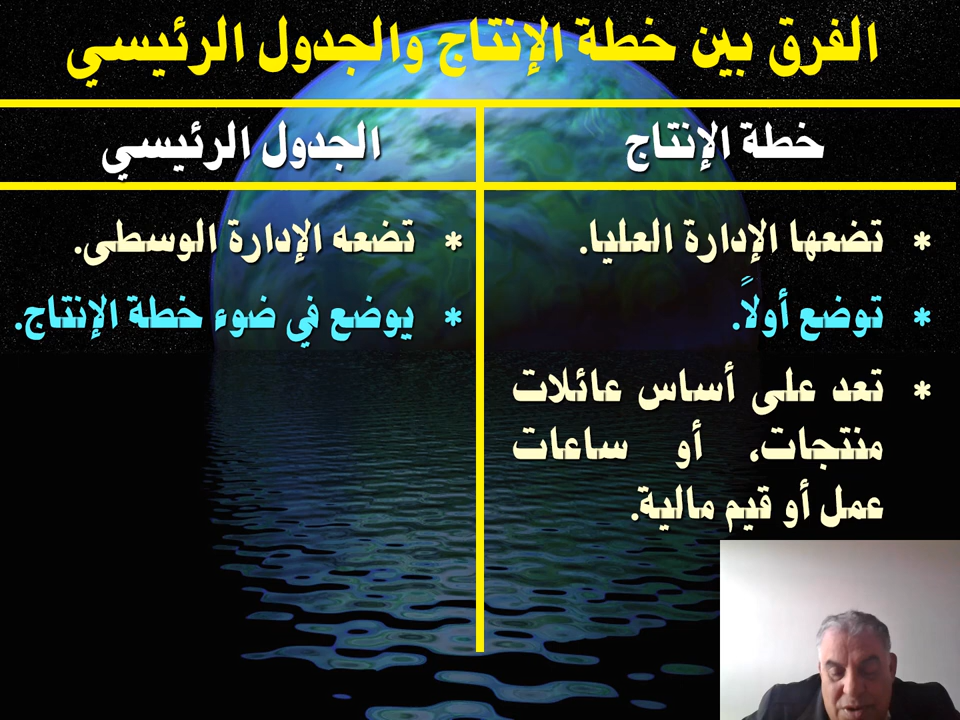 الفرق بين خطة الإنتاج والجدول الرئيسي
خطة الإنتاج
الجدول الرئيسي
* تضعها الإدارة العليا.
* تضعه الإدارة الوسطى.
* توضع أولاً.
* يوضع في ضوء خطة الإنتاج.
* تعد على أساس عائلات
منتجات، أو ساعات
عمل أو قيم مالية.